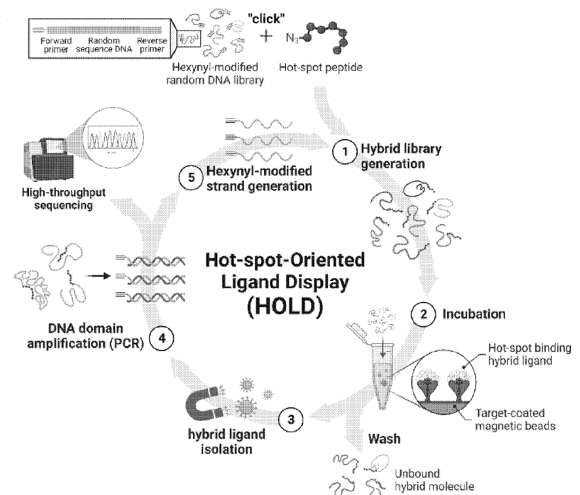 Forward
primer
Random
sequence DNA
Reverse
primer
Hexynyl-modified
random DNA library
"click"
+
N₃
Hot-spot peptide
1
Hybrid library
generation
5
Hexynyl-modified
strand generation
High-throughput
sequencing
Hot-spot-Oriented
Ligand Display
(HOLD)
2
Incubation
Hot-spot binding
hybrid ligand
Target-coated
magnetic beads
DNA domain
amplification (PCR)
4
3
hybrid ligand
isolation
Wash
Unbound
hybrid molecule